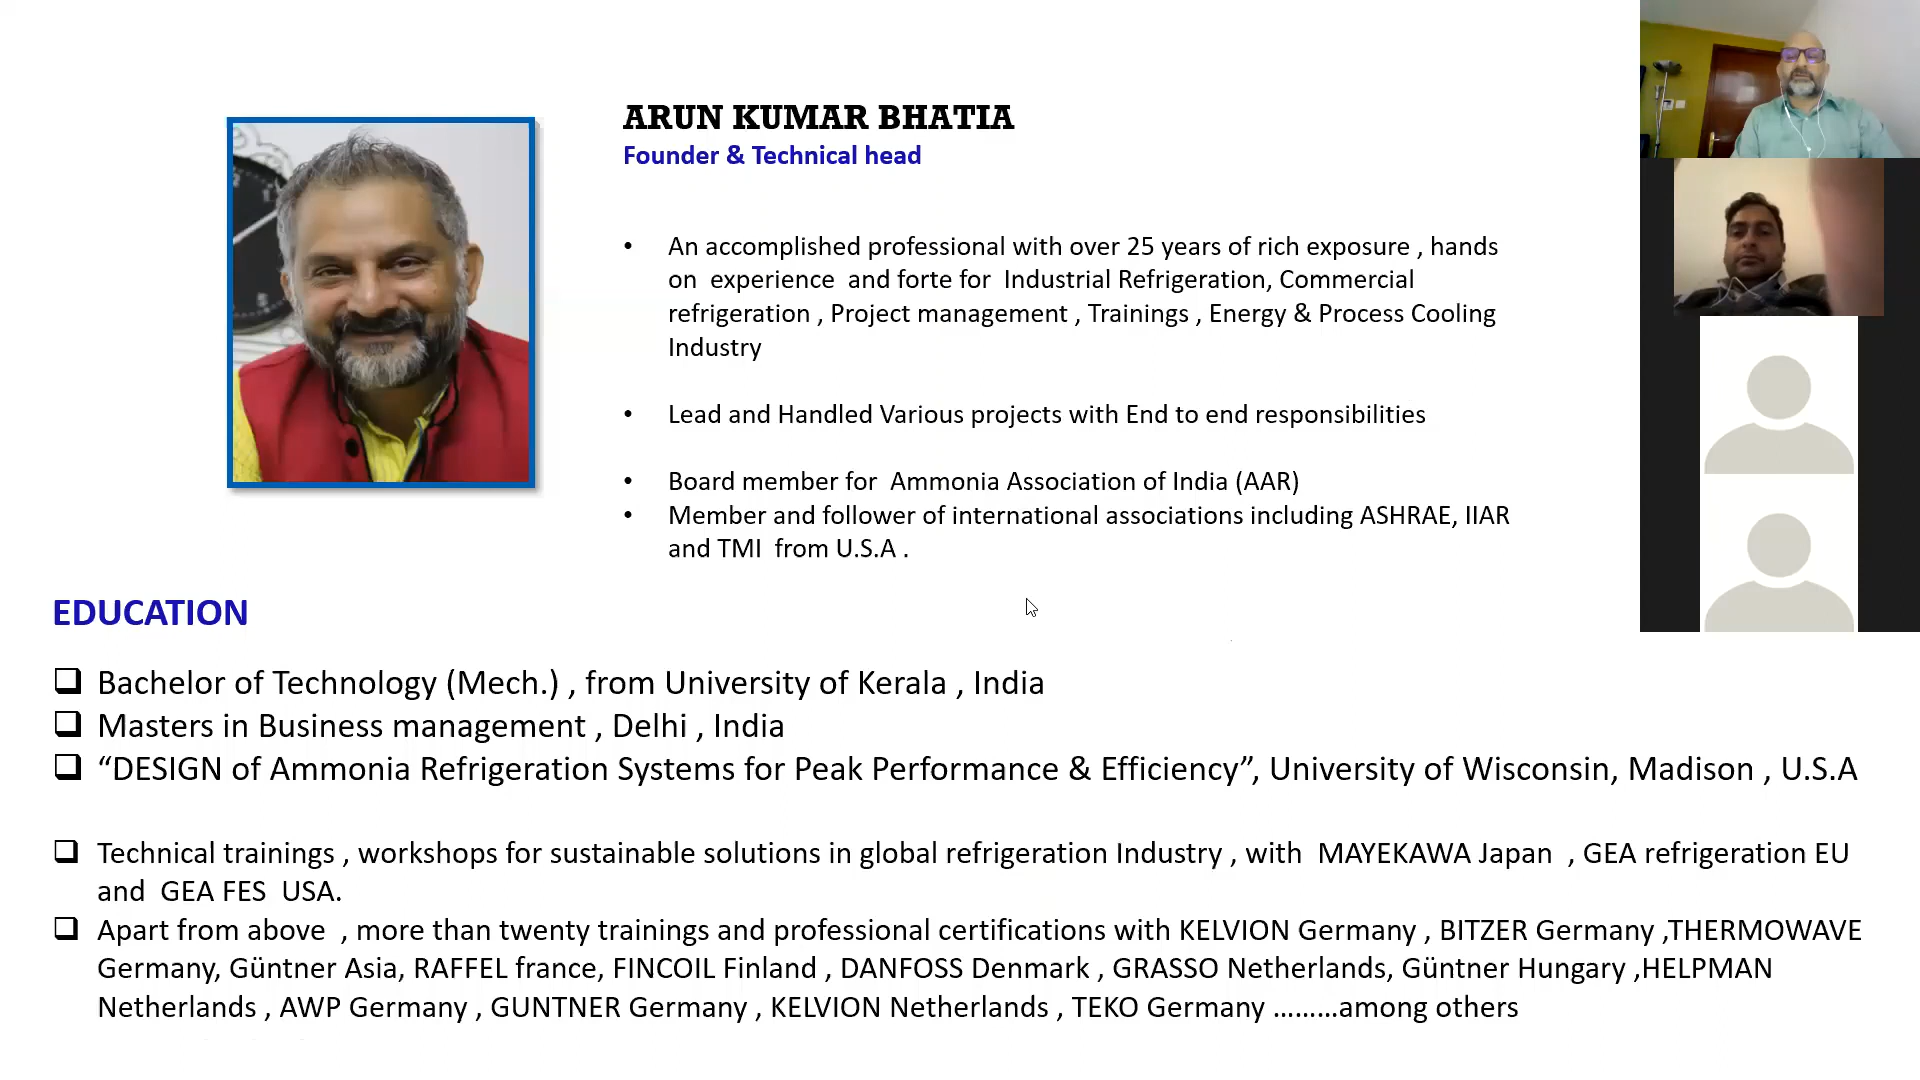 ARUN KUMAR BHATIA
Founder & Technical head
• An accomplished professional with over 25 years of rich exposure , hands
on experience and forte for Industrial Refrigeration, Commercial
refrigeration , Project management , Trainings , Energy & Process Cooling
Industry
• Lead and Handled Various projects with End to end responsibilities
• Board member for Ammonia Association of India (AAR)
• Member and follower of international associations including ASHRAE, IIAR
and TMI from U.S.A .
EDUCATION
❑ Bachelor of Technology (Mech.) , from University of Kerala , India
❑ Masters in Business management , Delhi , India
❑ “DESIGN of Ammonia Refrigeration Systems for Peak Performance & Efficiency”, University of Wisconsin, Madison , U.S.A
❑ Technical trainings , workshops for sustainable solutions in global refrigeration Industry , with MAYEKAWA Japan , GEA refrigeration EU
and GEA FES USA.
❑ Apart from above , more than twenty trainings and professional certifications with KELVION Germany , BITZER Germany ,THERMOWAVE
Germany, Güntner Asia, RAFFEL france, FINCOIL Finland , DANFOSS Denmark , GRASSO Netherlands, Güntner Hungary ,HELPMAN
Netherlands , AWP Germany , GUNTNER Germany , KELVION Netherlands , TEKO Germany ………among others